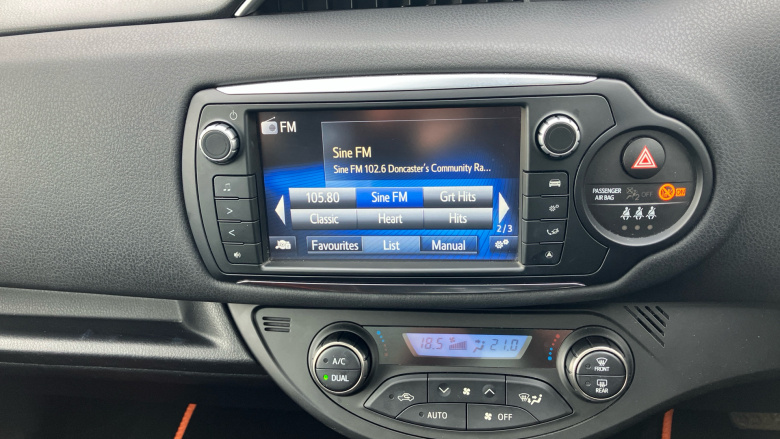 FM
Sine FM
Sine FM 102.6 Doncaster's Community Ra...
105.80 Sine FM Grt Hits
Classic Heart Hits
2/3
Favourites List Manual
PASSENGER
AIR BAG
OFF
ON
18.5 21.0
A/C
DUAL
AUTO
OFF
FRONT
REAR